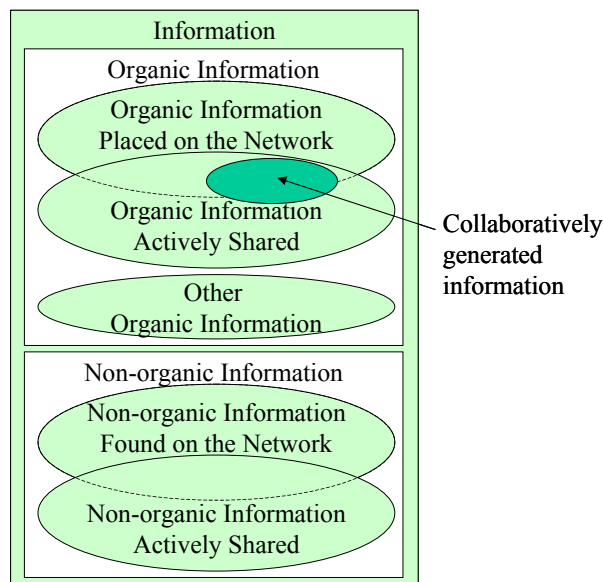 Information
Organic Information
Organic Information
Placed on the Network
Organic Information
Actively Shared
Collaboratively
generated
information
Other
Organic Information
Non-organic Information
Non-organic Information
Found on the Network
Non-organic Information
Actively Shared